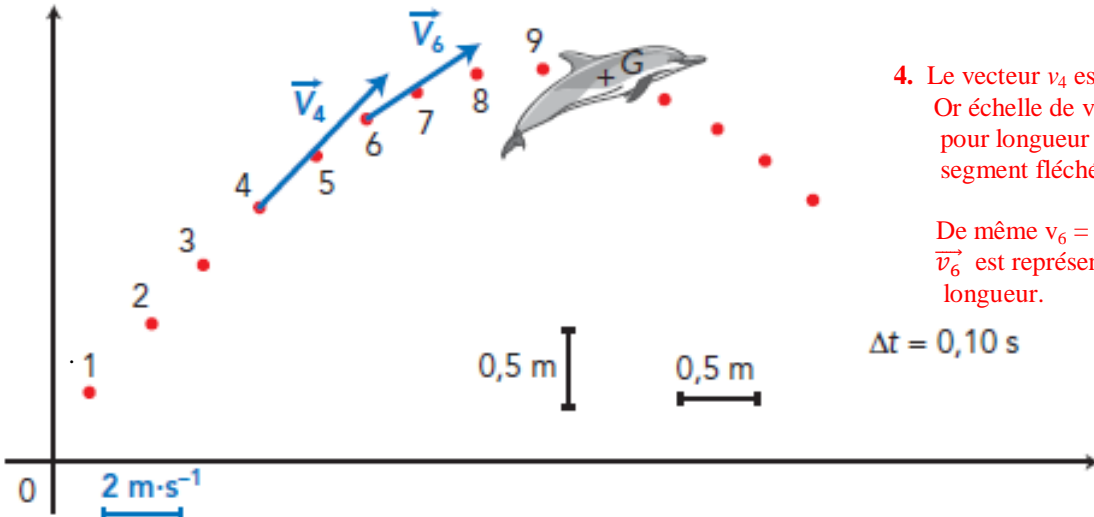 V₆
9
G
V₄
8
7
6
5
4
3
2
1
4. Le vecteur v₄ es
Or échelle de v
pour longueur
segment fléché
De même v₆ =
v₆ est représen
longueur.
Δt = 0,10 s
0,5 m
0,5 m
0
2 m·s⁻¹